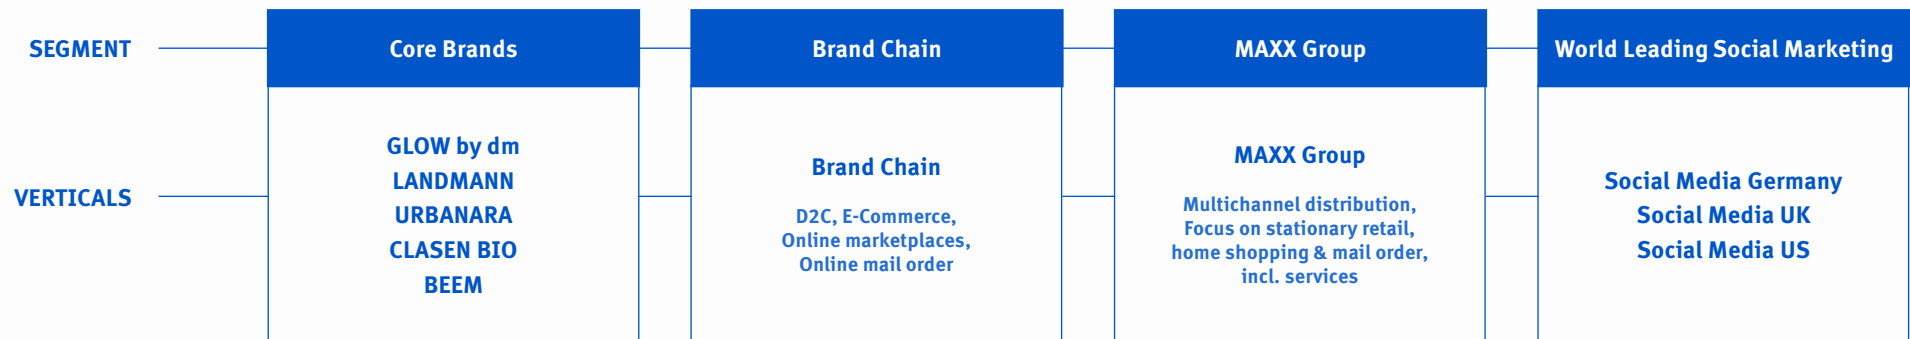 SEGMENT
Core Brands
Brand Chain
MAXX Group
World Leading Social Marketing
VERTICALS
GLOW by dm
LANDMANN
URBANARA
CLASEN BIO
BEEM
Brand Chain
D2C, E-Commerce,
Online marketplaces,
Online mail order
MAXX Group
Multichannel distribution,
Focus on stationary retail,
home shopping & mail order,
incl. services
Social Media Germany
Social Media UK
Social Media US